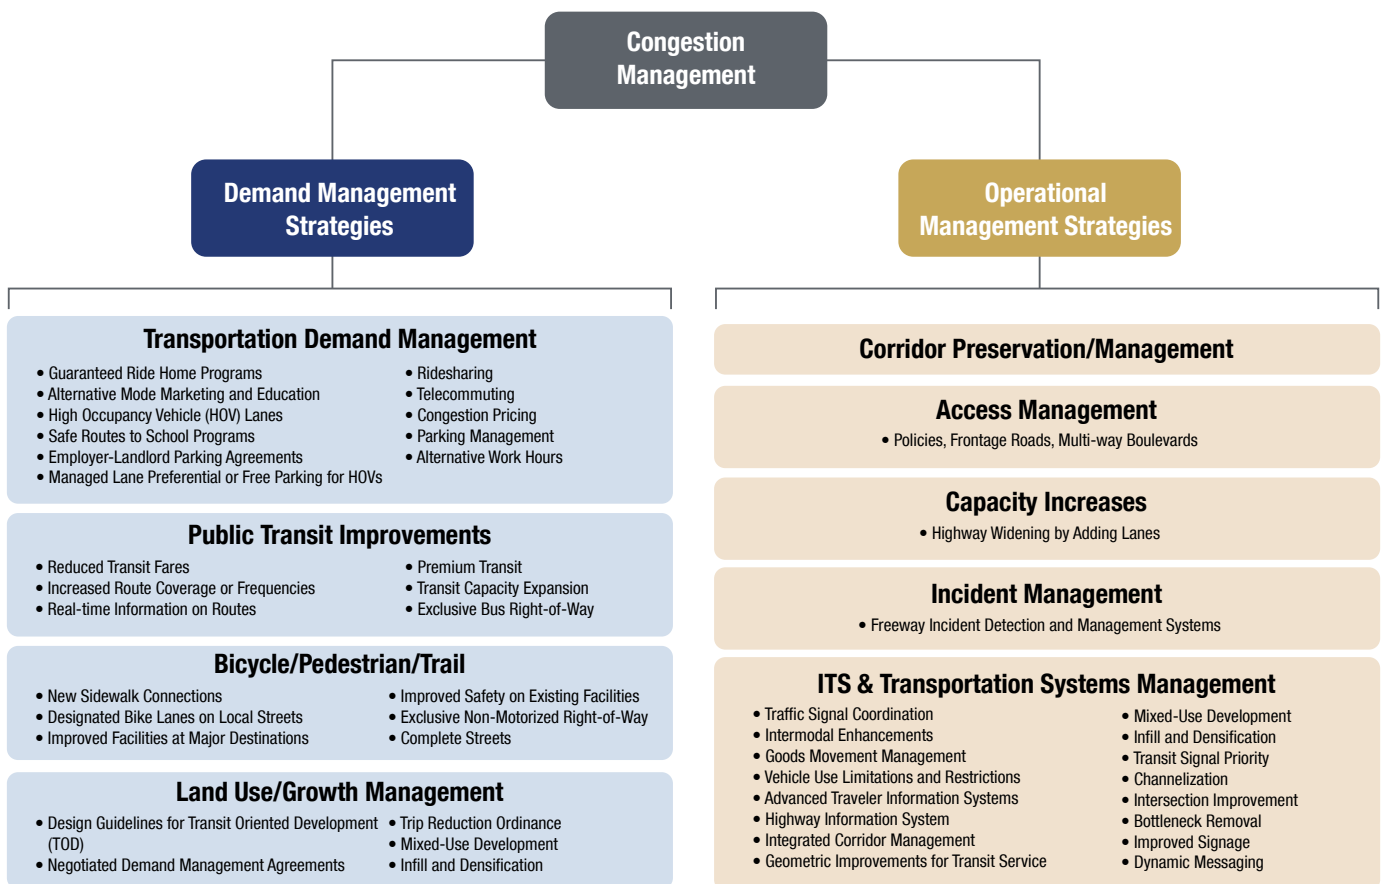 Congestion
Management
Demand Management
Strategies
Operational
Management Strategies
Transportation Demand Management
• Guaranteed Ride Home Programs
• Alternative Mode Marketing and Education
• High Occupancy Vehicle (HOV) Lanes
• Safe Routes to School Programs
• Employer-Landlord Parking Agreements
• Managed Lane Preferential or Free Parking for HOVs
• Ridesharing
• Telecommuting
• Congestion Pricing
• Parking Management
• Alternative Work Hours
Public Transit Improvements
• Reduced Transit Fares
• Increased Route Coverage or Frequencies
• Real-time Information on Routes
• Premium Transit
• Transit Capacity Expansion
• Exclusive Bus Right-of-Way
Bicycle/Pedestrian/Trail
• New Sidewalk Connections
• Designated Bike Lanes on Local Streets
• Improved Facilities at Major Destinations
• Improved Safety on Existing Facilities
• Exclusive Non-Motorized Right-of-Way
• Complete Streets
Land Use/Growth Management
• Design Guidelines for Transit Oriented Development
(TOD)
• Negotiated Demand Management Agreements
• Trip Reduction Ordinance
• Mixed-Use Development
• Infill and Densification
Corridor Preservation/Management
Access Management
• Policies, Frontage Roads, Multi-way Boulevards
Capacity Increases
• Highway Widening by Adding Lanes
Incident Management
• Freeway Incident Detection and Management Systems
ITS & Transportation Systems Management
• Traffic Signal Coordination
• Intermodal Enhancements
• Goods Movement Management
• Vehicle Use Limitations and Restrictions
• Advanced Traveler Information Systems
• Highway Information System
• Integrated Corridor Management
• Geometric Improvements for Transit Service
• Mixed-Use Development
• Infill and Densification
• Transit Signal Priority
• Channelization
• Intersection Improvement
• Bottleneck Removal
• Improved Signage
• Dynamic Messaging